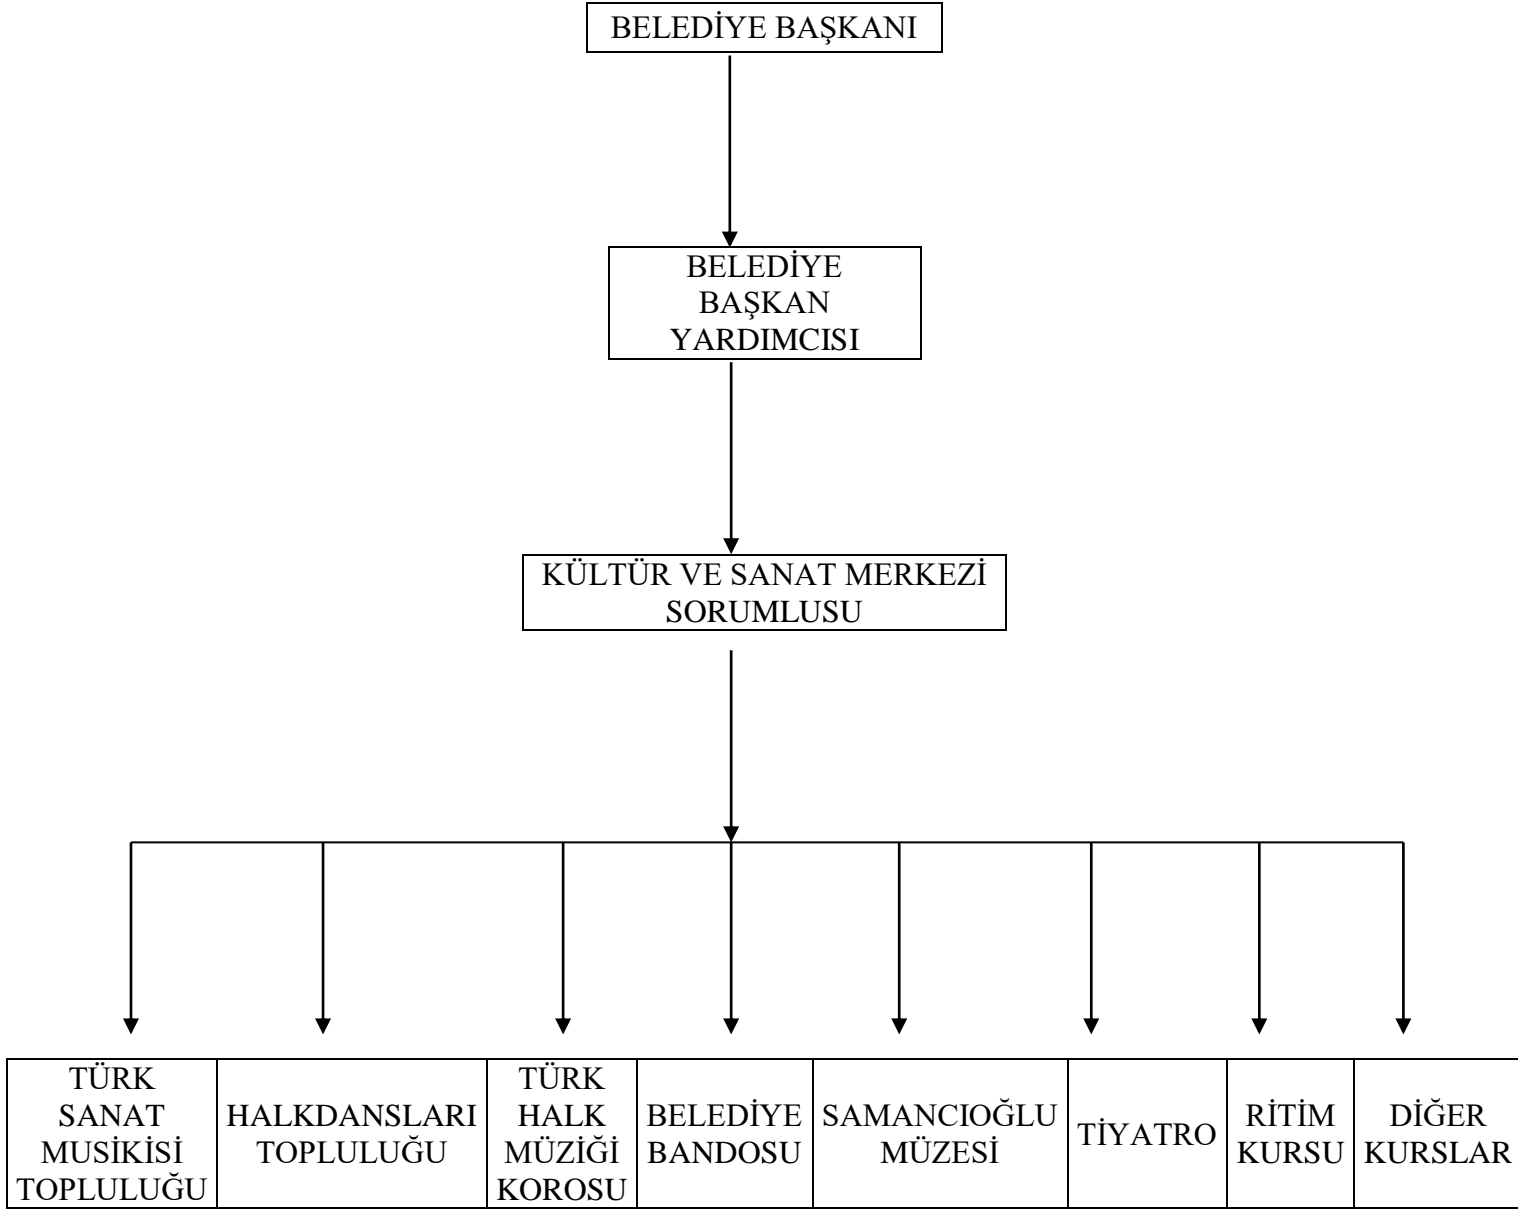 BELEDİYE BAŞKANI
BELEDİYE
BAŞKAN
YARDIMCISI
KÜLTÜR VE SANAT MERKEZİ
SORUMLUSU
TÜRK
SANAT
MUSİKİSİ
TOPLULUĞU
HALKDANSLARI
TOPLULUĞU
TÜRK
HALK
MÜZİĞİ
KOROSU
BELEDİYE
BANDOSU
SAMANCIOĞLU
MÜZESİ
TİYATRO
RİTİM
KURSU
DİĞER
KURSLAR